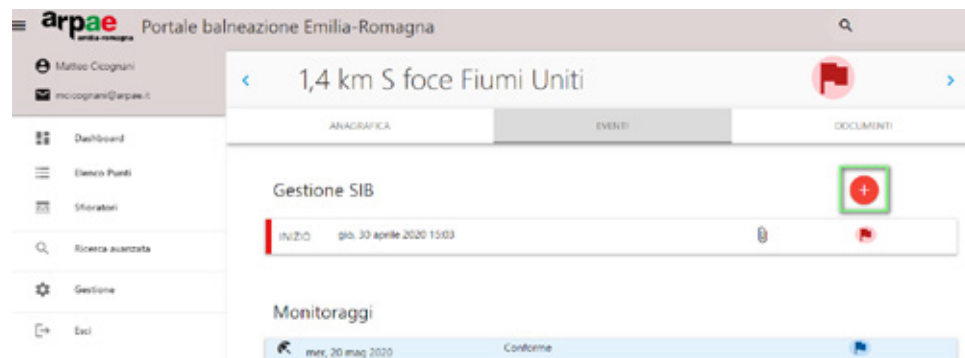 arpae Portale balneazione Emilia-Romagna
emilia-romagna
Matteo Cicognani
mcicognani@arpae.it
1,4 km S foce Fiumi Uniti
ANAGRAFICA EVENTI DOCUMENTI
Dashboard
Elenco Punti
Sfioratori
Ricerca avanzata
Gestione
Esci
Gestione SIB
INIZIO gio, 30 aprile 2020 15:03
Monitoraggi
mer, 20 mag 2020 Conforme